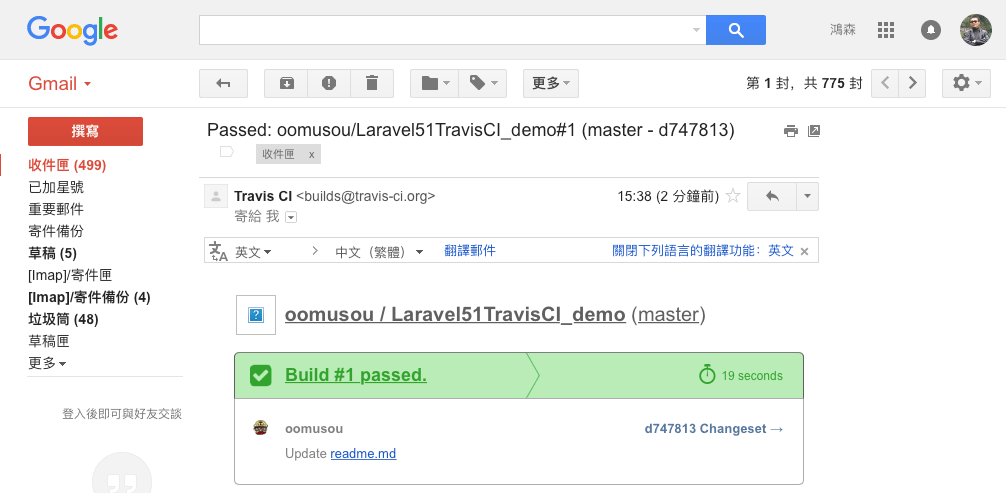 Google
鴻森
Gmail
更多
第 1 封，共 775 封
撰寫
收件匣 (499)
已加星號
重要郵件
寄件備份
草稿 (5)
[Imap]/寄件匣
[Imap]/寄件備份 (4)
垃圾筒 (48)
草稿匣
更多
登入後即可與好友交談
Passed: oomusou/Laravel51TravisCI_demo#1 (master - d747813)
收件匣 x
Travis CI <builds@travis-ci.org>
15:38 (2 分鐘前)
寄給 我
英文 > 中文（繁體） 翻譯郵件 關閉下列語言的翻譯功能：英文 ×
oomusou / Laravel51TravisCI_demo (master)
Build #1 passed.
19 seconds
oomusou
d747813 Changeset →
Update readme.md